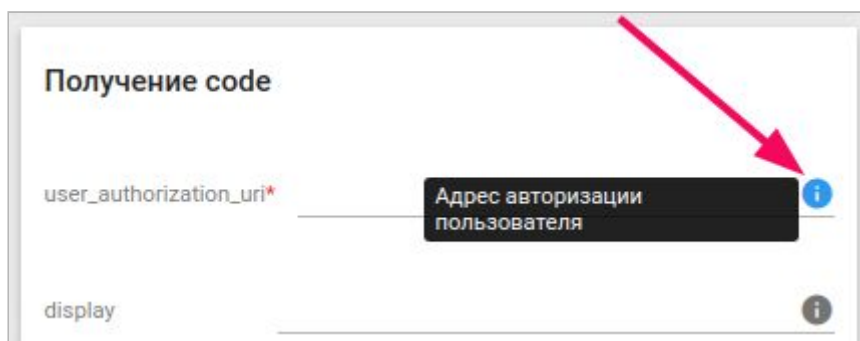 Получение code
user_authorization_uri*
Адрес авторизации
пользователя
display